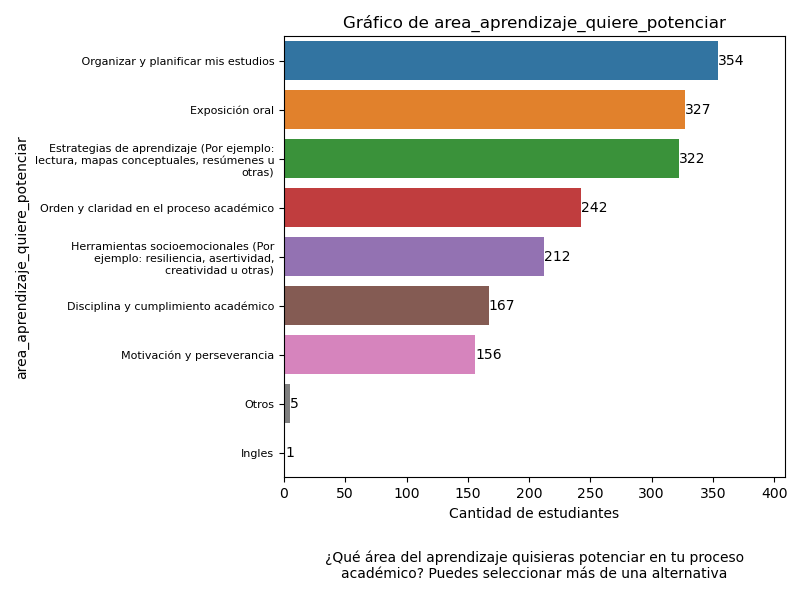 Gráfico de area_aprendizaje_quiere_potenciar
area_aprendizaje_quiere_potenciar
Organizar y planificar mis estudios
354
Exposición oral
327
Estrategias de aprendizaje (Por ejemplo:
lectura, mapas conceptuales, resúmenes u
otras)
322
Orden y claridad en el proceso académico
242
Herramientas socioemocionales (Por
ejemplo: resiliencia, asertividad,
creatividad u otras)
212
Disciplina y cumplimiento académico
167
Motivación y perseverancia
156
Otros
5
Ingles
1
0 50 100 150 200 250 300 350 400
Cantidad de estudiantes
¿Qué área del aprendizaje quisieras potenciar en tu proceso
académico? Puedes seleccionar más de una alternativa